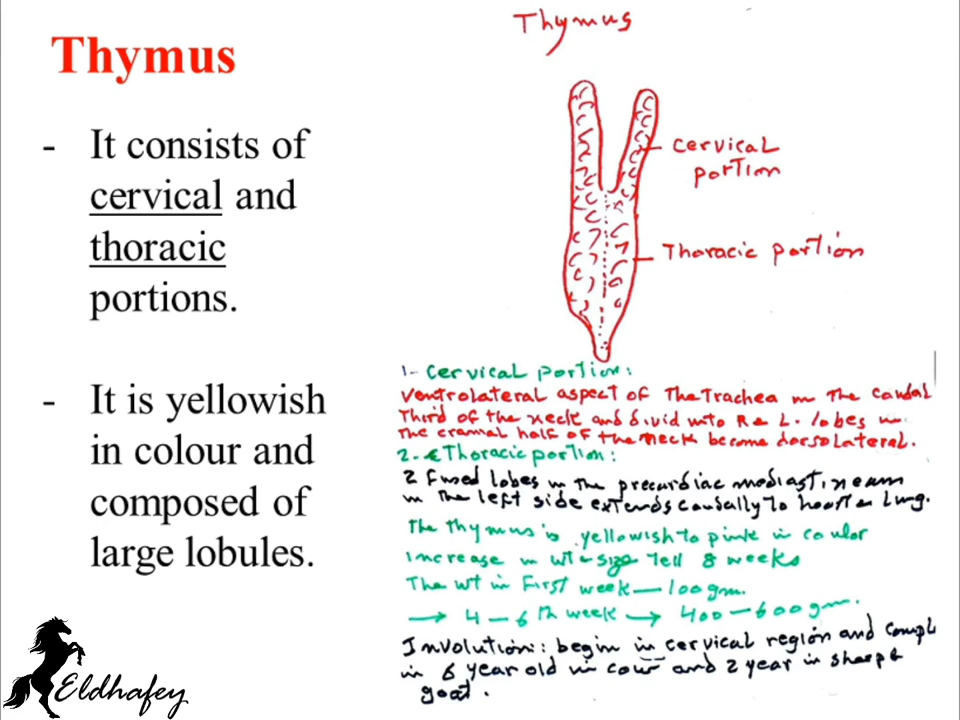 Thymus
- It consists of
cervical and
thoracic
portions.
- It is yellowish
in colour and
composed of
large lobules.
Thymus
Cervical
portion
Thoracic portion
1- Cervical portion:
Ventrolateral aspect of The Trachea in The caudal
Third of the neck and divid into R & L. lobes in
The cranial half of the neck become dorsolateral.
2- Thoracic portion:
2 Fused lobes in The precardiac mediastineum
in The left side extends caudally To heart & Lung.
The Thymus is yellowish to pink in coulor
Increase in wt & size Tell 8 weeks
The wt in First week — 100 gm.
→ 4 – 6 th week → 400 – 600 gm.
Involution: begin in cervical region and compl
in 6 year old in cow and 2 year in sheep &
goat.
Eldhafey